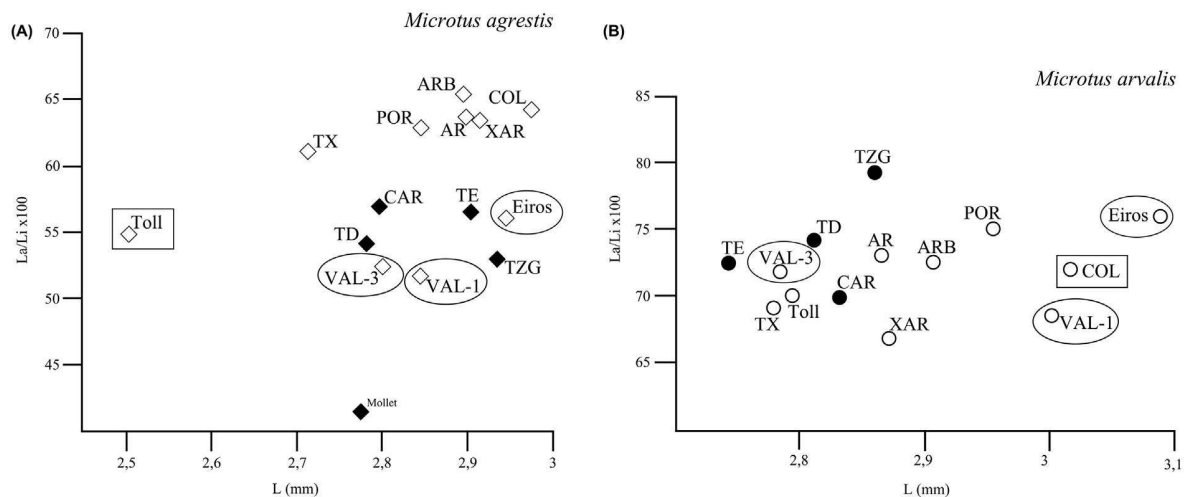 (A)
Microtus agrestis
La/Li x100
70
65
60
55
50
45
ARB
COL
POR
AR
XAR
TX
CAR
TE
Eiros
Toll
TD
TZG
VAL-3
VAL-1
Mollet
2,5
2,6
2,7
2,8
2,9
3
L (mm)
(B)
Microtus arvalis
La/Li x100
85
80
75
70
65
TZG
POR
Eiros
TD
AR
ARB
TE
VAL-3
COL
CAR
Toll
TX
XAR
VAL-1
2,8
2,9
3
3,1
L (mm)